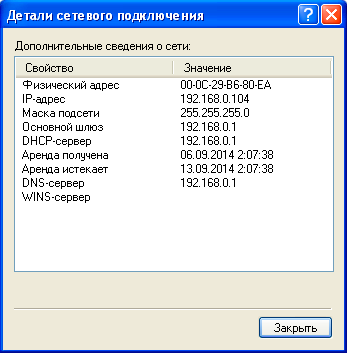 Детали сетевого подключения
Дополнительные сведения о сети:
Свойство Значение
Физический адрес 00-0C-29-B6-80-EA
IP-адрес 192.168.0.104
Маска подсети 255.255.255.0
Основной шлюз 192.168.0.1
DHCP-сервер 192.168.0.1
Аренда получена 06.09.2014 2:07:38
Аренда истекает 13.09.2014 2:07:38
DNS-сервер 192.168.0.1
WINS-сервер
Закрыть